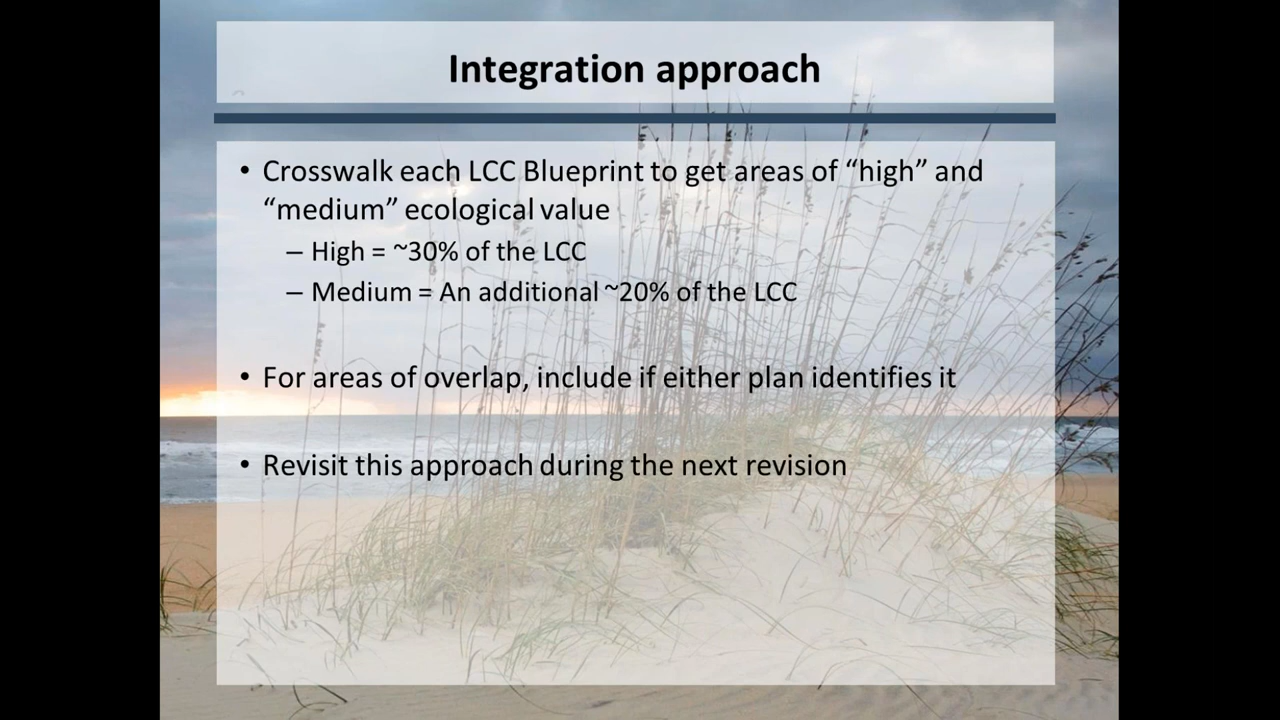 Integration approach
• Crosswalk each LCC Blueprint to get areas of “high” and
“medium” ecological value
– High = ~30% of the LCC
– Medium = An additional ~20% of the LCC
• For areas of overlap, include if either plan identifies it
• Revisit this approach during the next revision